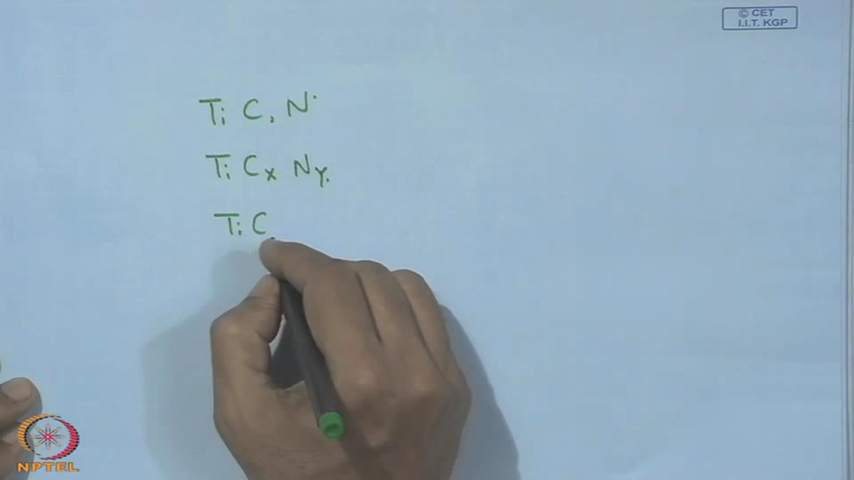 © CET
I.I.T. KGP
Ti C, N.
Ti Cx Ny.
Ti C
NPTEL